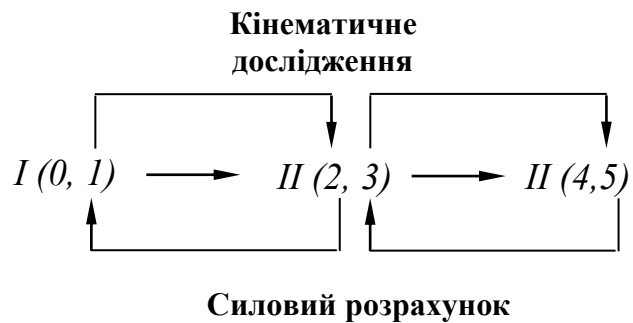 Кінематичне
дослідження
I (0, 1) II (2, 3) II (4,5)
Силовий розрахунок